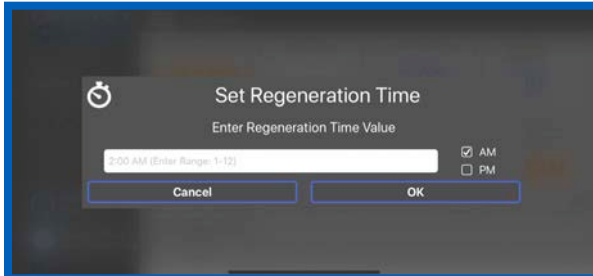 Set Regeneration Time
Enter Regeneration Time Value
2:00 AM (Enter Range: 1-12)
AM
PM
Cancel
OK